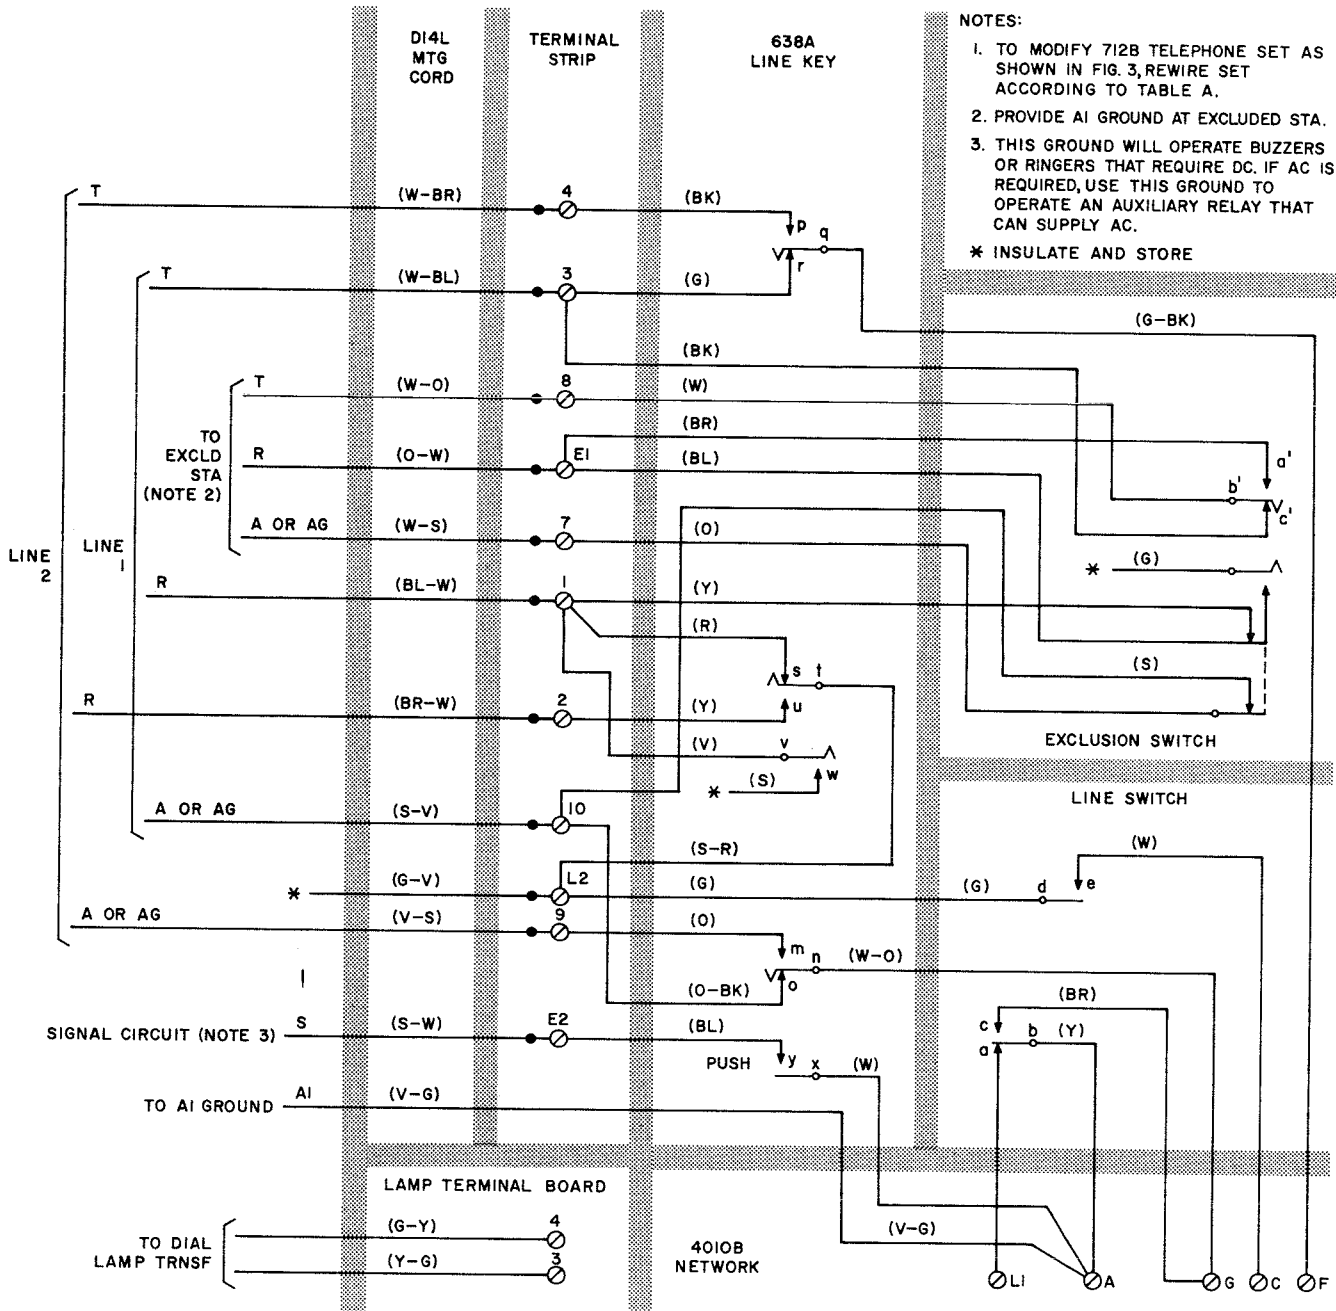 D14L
MTG
CORD
TERMINAL
STRIP
638A
LINE KEY
NOTES:
1. TO MODIFY 712B TELEPHONE SET AS
SHOWN IN FIG. 3, REWIRE SET
ACCORDING TO TABLE A.
2. PROVIDE A1 GROUND AT EXCLUDED STA.
3. THIS GROUND WILL OPERATE BUZZERS
OR RINGERS THAT REQUIRE DC. IF AC IS
REQUIRED, USE THIS GROUND TO
OPERATE AN AUXILIARY RELAY THAT
CAN SUPPLY AC.
* INSULATE AND STORE
T (W-BR) 4 (BK) p q
r
T (W-BL) 3 (G)
(G-BK)
(BK)
T (W-O) 8 (W)
(BR)
TO
EXCLD
STA
(NOTE 2)
R (O-W) E1 (BL) a'
b'
c'
A OR AG (W-S) 7 (O)
LINE
2
LINE
1
* (G)
R (BL-W) 1 (Y)
(R)
s t
(S)
R (BR-W) 2 (Y) u
(V) v
w
* (S)
EXCLUSION SWITCH
LINE SWITCH
A OR AG (S-V) 10
(S-R)
(W)
* (G-V) L2 (G) (G) d e
A OR AG (V-S) 9 (O)
m n (W-O)
o
(O-BK)
(BR)
SIGNAL CIRCUIT (NOTE 3) S (S-W) E2 (BL)
c b (Y)
a
PUSH y x (W)
TO A1 GROUND A1 (V-G)
LAMP TERMINAL BOARD
TO DIAL
LAMP TRNSF
(G-Y) 4
(Y-G) 3
4010B
NETWORK
(V-G)
L1 A G C F